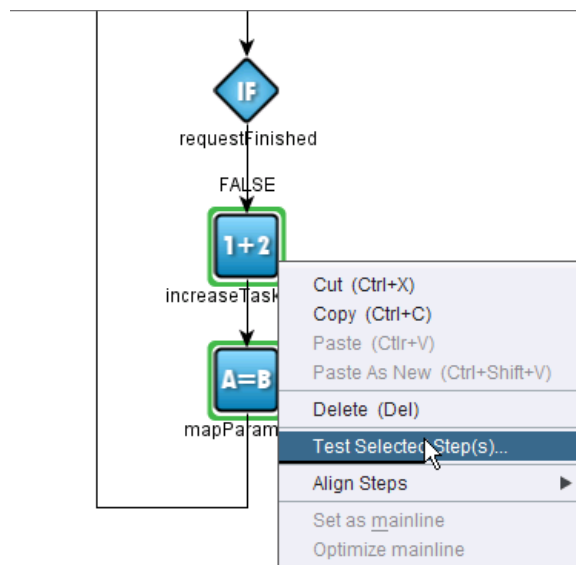 IF
requestFinished
FALSE
1+2
increaseTask
A=B
mapParam
Cut (Ctrl+X)
Copy (Ctrl+C)
Paste (Ctlr+V)
Paste As New (Ctrl+Shift+V)
Delete (Del)
Test Selected Step(s)...
Align Steps
Set as mainline
Optimize mainline